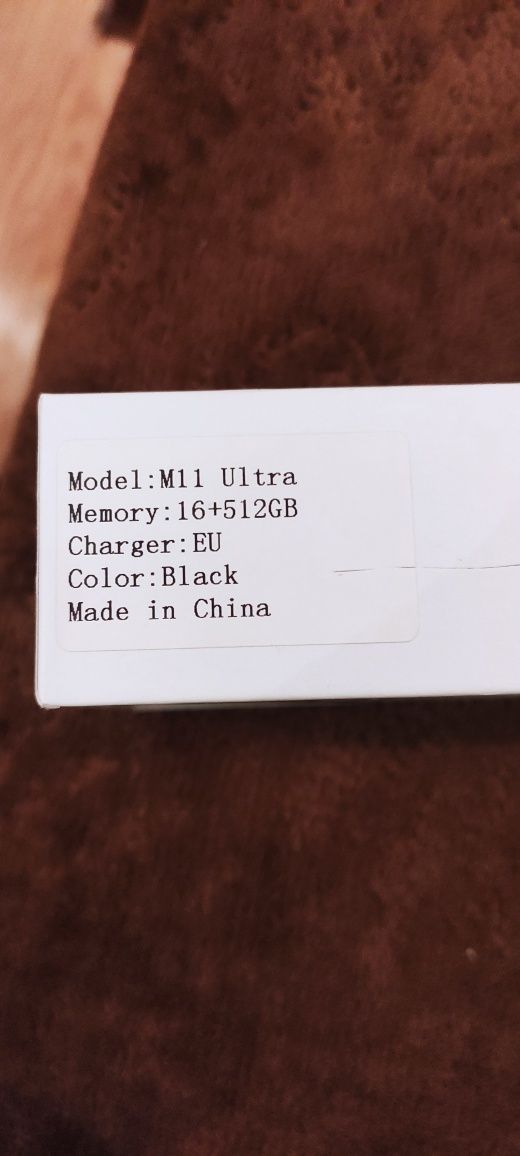 Model:M11 Ultra
Memory:16+512GB
Charger:EU
Color:Black
Made in China